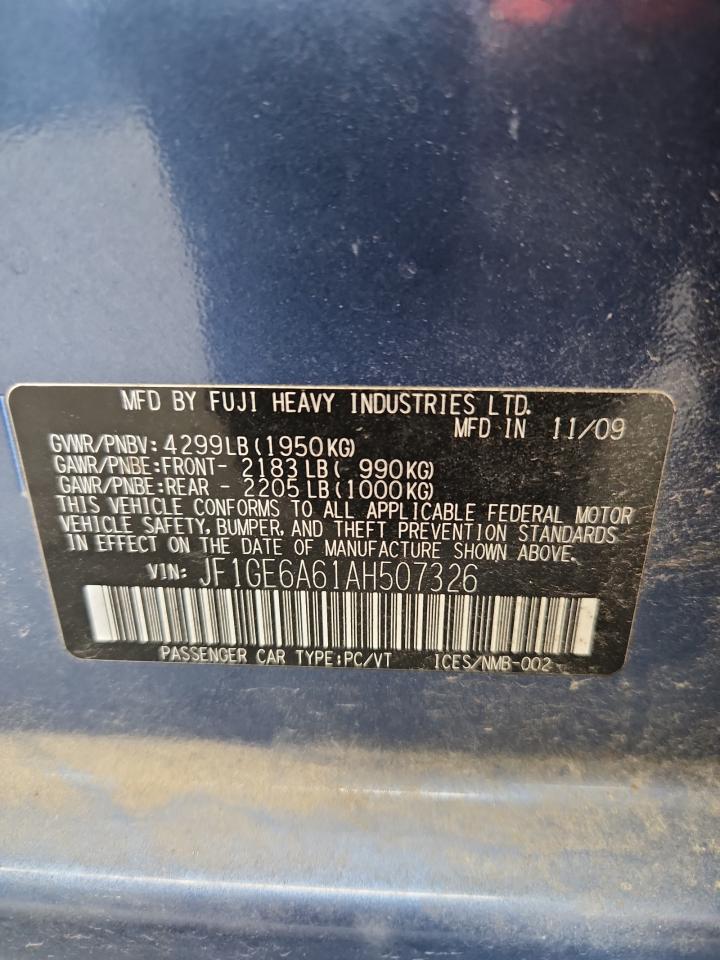 MFD BY FUJI HEAVY INDUSTRIES LTD.
MFD IN 11/09
GVWR/PNBV: 4299LB(1950KG)
GAWR/PNBE:FRONT- 2183LB( 990KG)
GAWR/PNBE:REAR - 2205LB(1000KG)
THIS VEHICLE CONFORMS TO ALL APPLICABLE FEDERAL MOTOR
VEHICLE SAFETY, BUMPER, AND THEFT PREVENTION STANDARDS
IN EFFECT ON THE DATE OF MANUFACTURE SHOWN ABOVE.
VIN: JF1GE6A61AH507326
PASSENGER CAR TYPE:PC/VT ICES/NMB-002